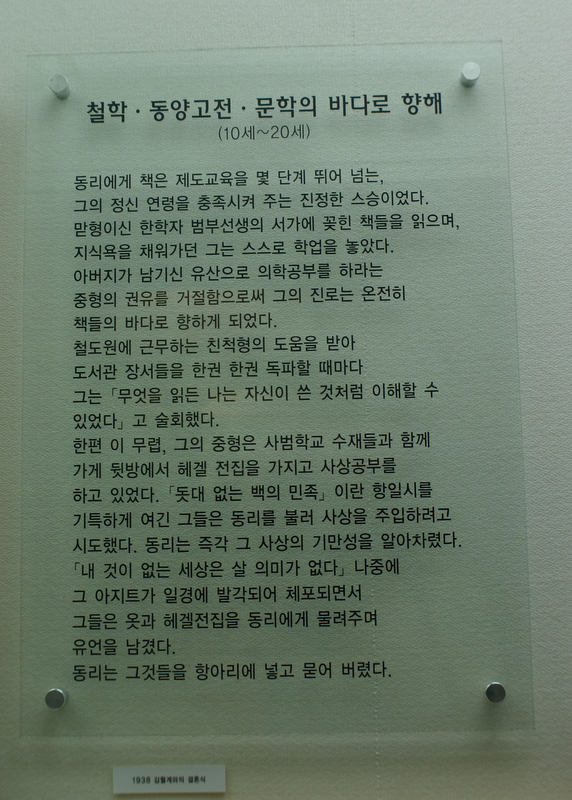 철학 · 동양고전 · 문학의 바다로 향해
(10세~20세)
동리에게 책은 제도교육을 몇 단계 뛰어 넘는,
그의 정신 연령을 충족시켜 주는 진정한 스승이었다.
맏형이신 한학자 범부선생의 서가에 꽂힌 책들을 읽으며,
지식욕을 채워가던 그는 스스로 학업을 놓았다.
아버지가 남기신 유산으로 의학공부를 하라는
중형의 권유를 거절함으로써 그의 진로는 온전히
책들의 바다로 향하게 되었다.
철도원에 근무하는 친척형의 도움을 받아
도서관 장서들을 한권 한권 독파할 때마다
그는「무엇을 읽든 나는 자신이 쓴 것처럼 이해할 수
있었다」고 술회했다.
한편 이 무렵, 그의 중형은 사범학교 수재들과 함께
가게 뒷방에서 헤겔 전집을 가지고 사상공부를
하고 있었다.「돗대 없는 백의 민족」이란 항일시를
기특하게 여긴 그들은 동리를 불러 사상을 주입하려고
시도했다. 동리는 즉각 그 사상의 기만성을 알아차렸다.
「내 것이 없는 세상은 살 의미가 없다」나중에
그 아지트가 일경에 발각되어 체포되면서
그들은 옷과 헤겔전집을 동리에게 물려주며
유언을 남겼다.
동리는 그것들을 항아리에 넣고 묻어 버렸다.
1938 김월계와의 결혼식